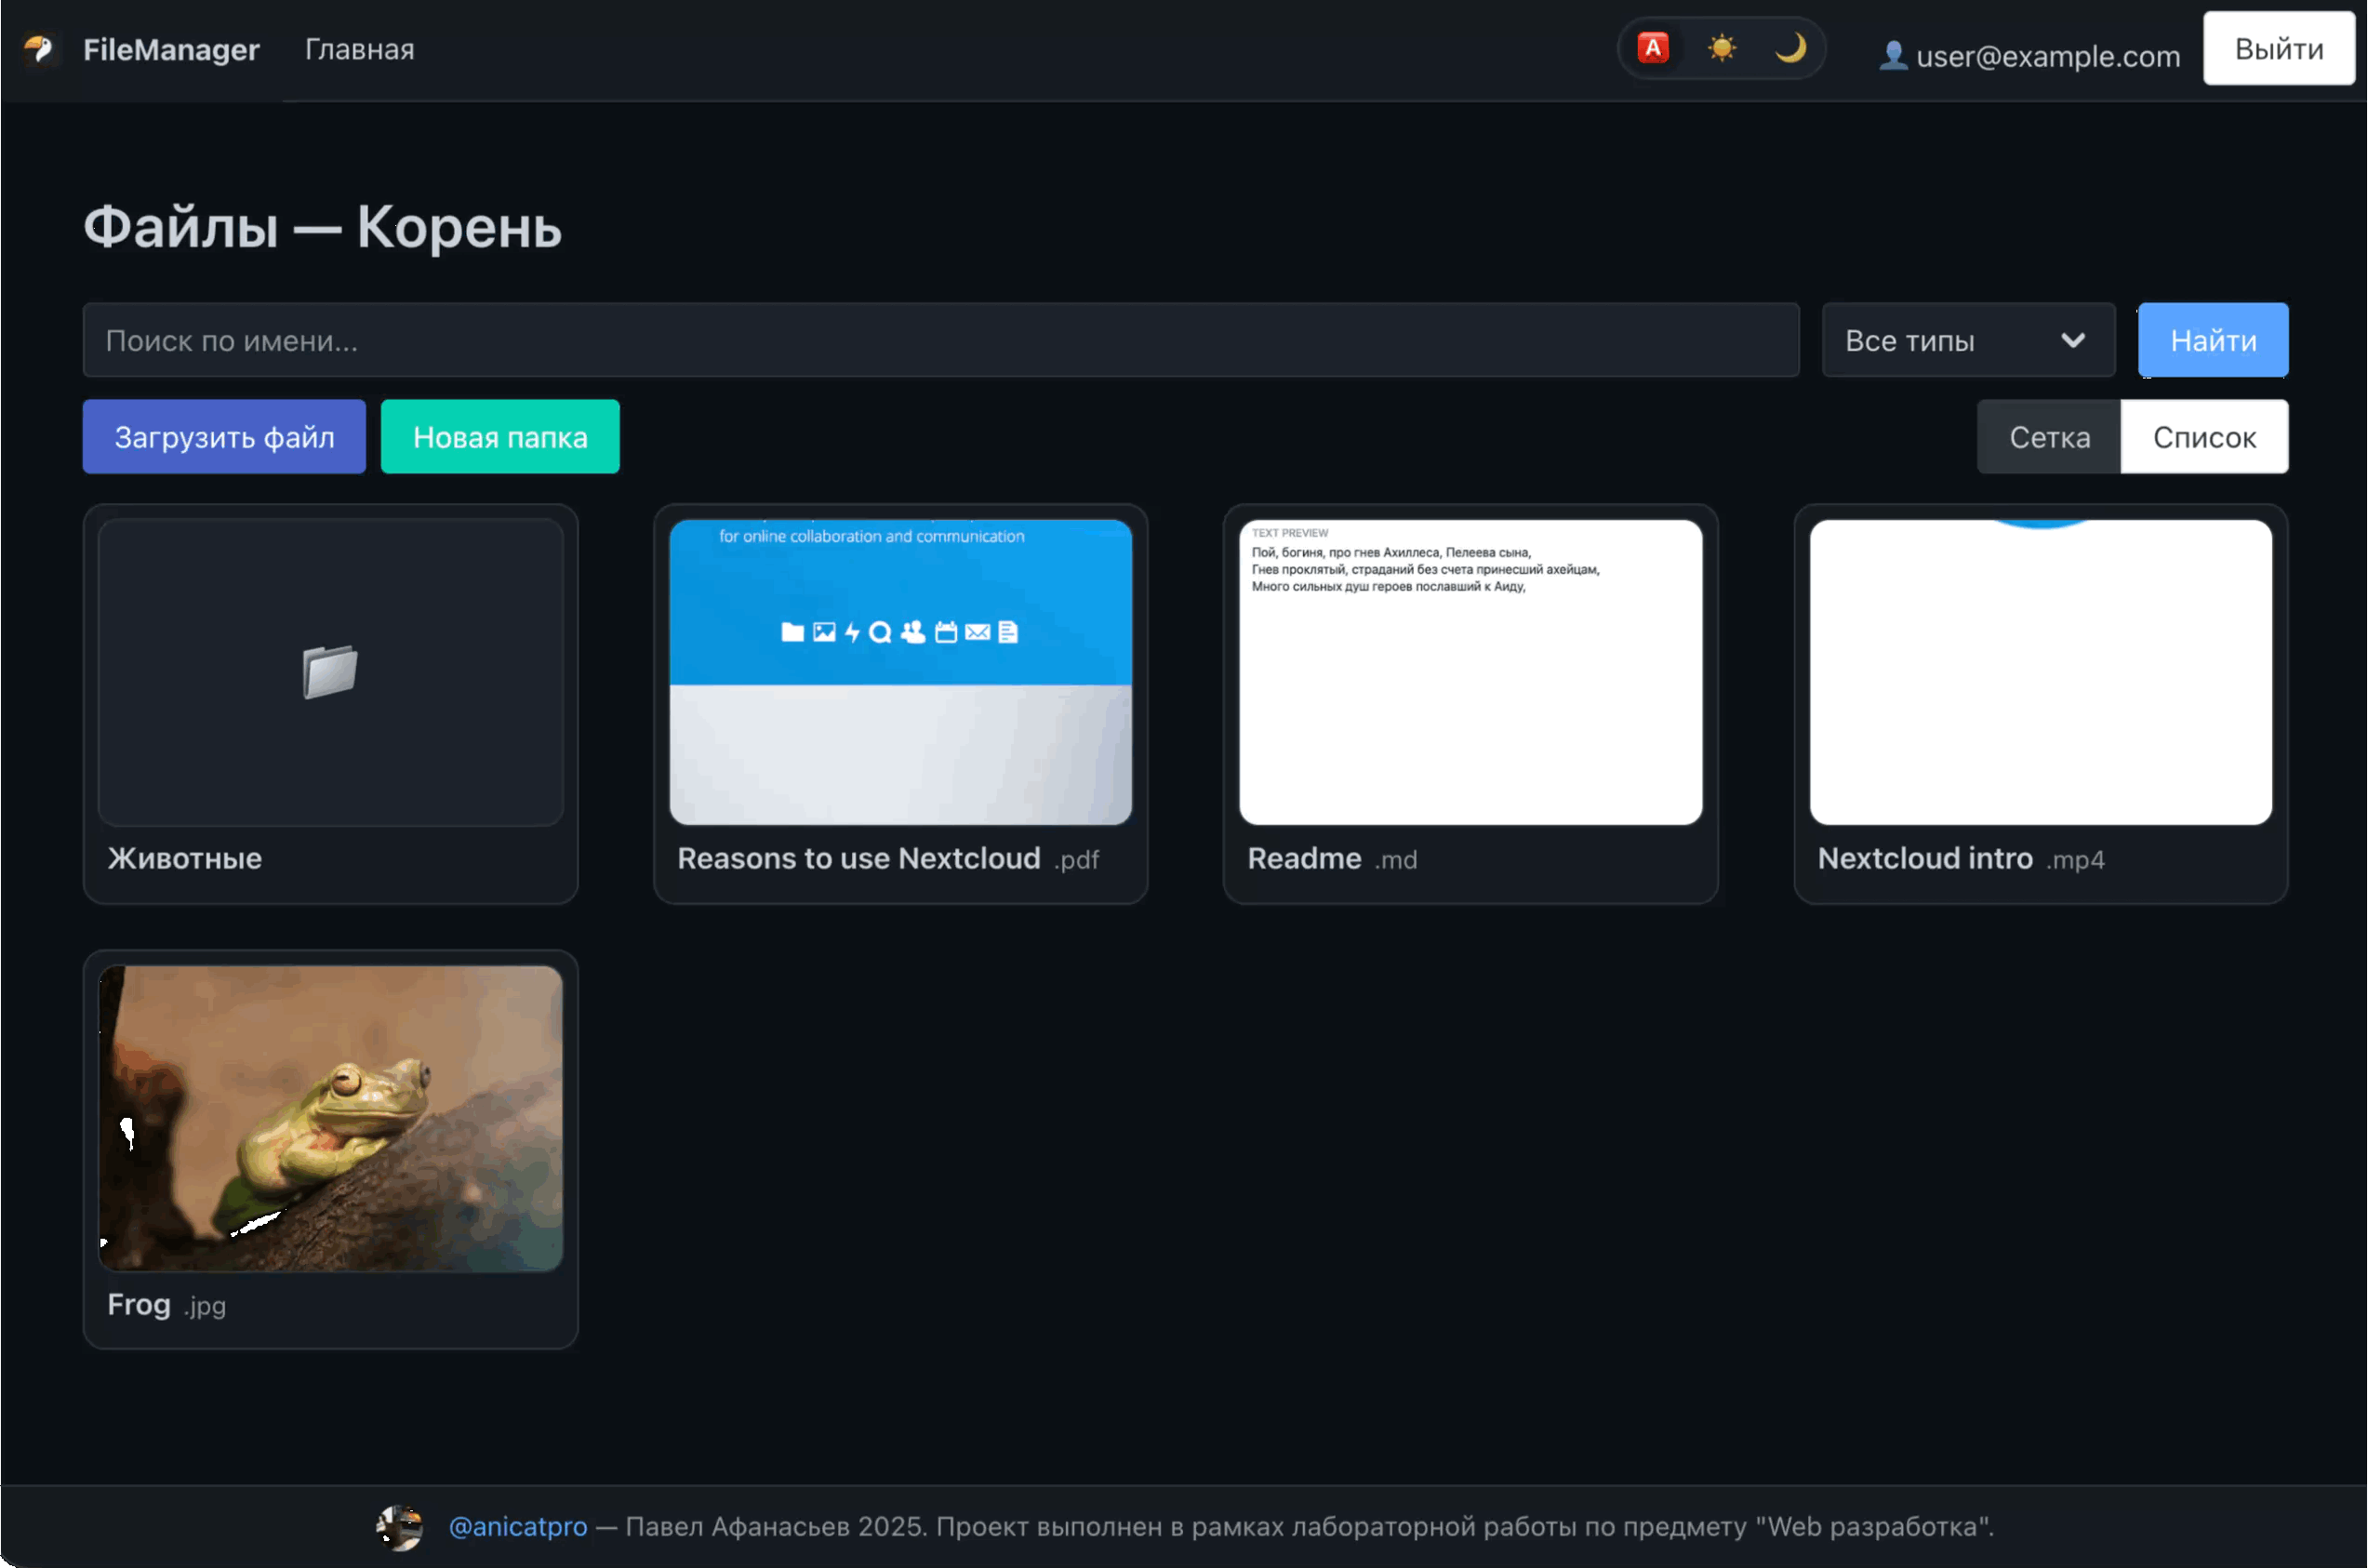 FileManager Главная A user@example.com Выйти
Файлы — Корень
Поиск по имени... Все типы Найти
Загрузить файл Новая папка Сетка Список
for online collaboration and communication
TEXT PREVIEW
Пой, богиня, про гнев Ахиллеса, Пелеева сына,
Гнев проклятый, страданий без счета принесший ахейцам,
Много сильных душ героев пославший к Аиду,
Животные
Reasons to use Nextcloud .pdf
Readme .md
Nextcloud intro .mp4
Frog .jpg
@anicatpro — Павел Афанасьев 2025. Проект выполнен в рамках лабораторной работы по предмету "Web разработка".